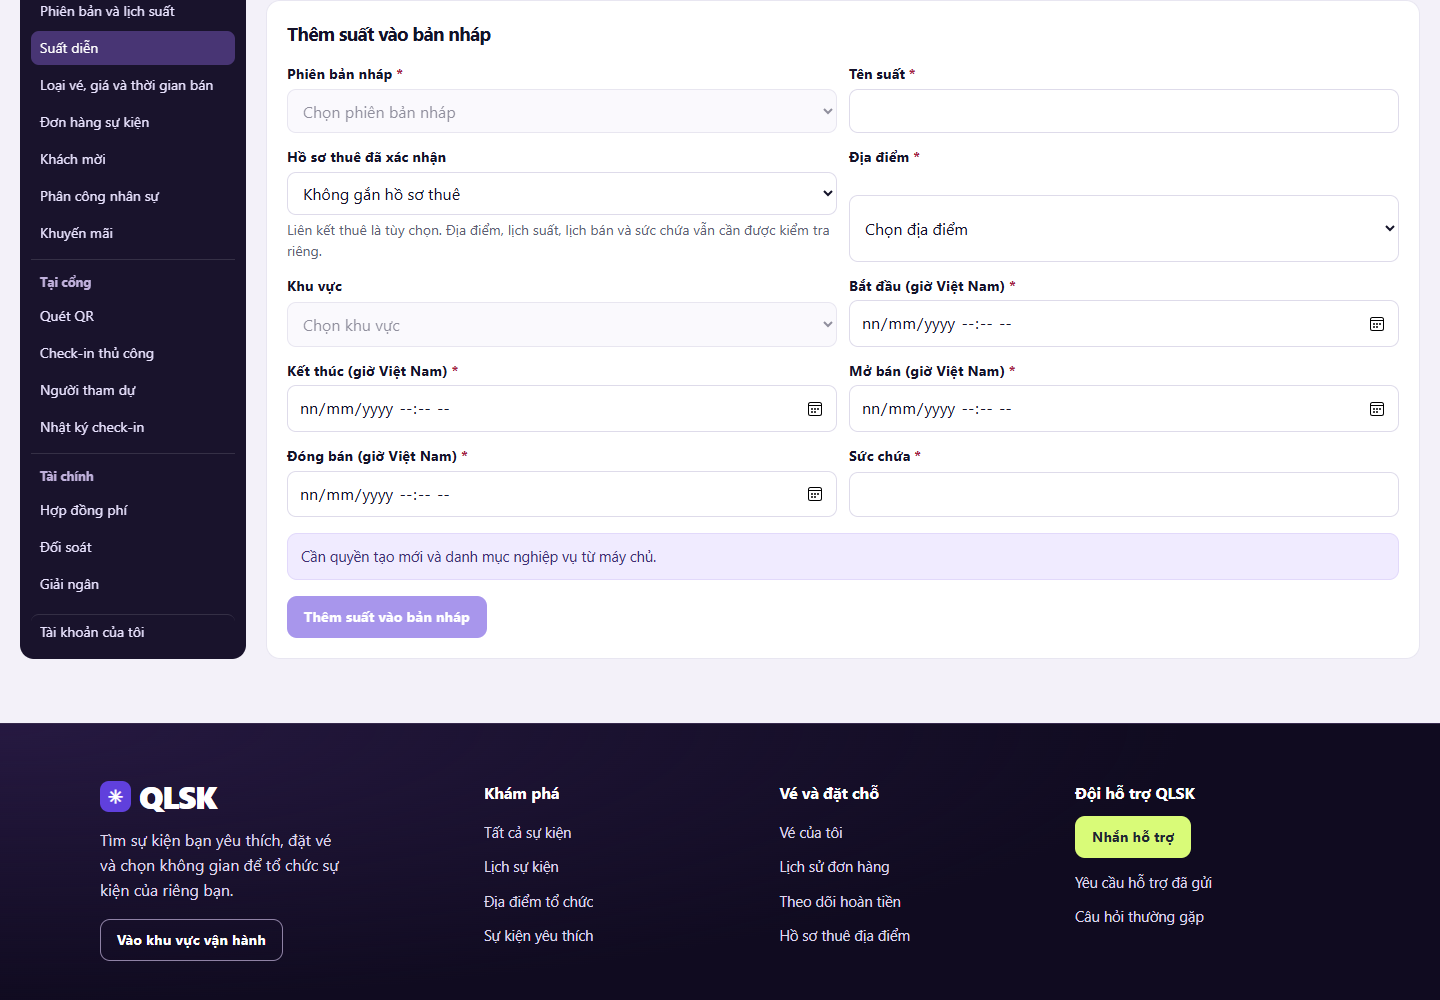 Phiên bản và lịch suất
Suất diễn
Loại vé, giá và thời gian bán
Đơn hàng sự kiện
Khách mời
Phân công nhân sự
Khuyến mãi
Tại cổng
Quét QR
Check-in thủ công
Người tham dự
Nhật ký check-in
Tài chính
Hợp đồng phí
Đối soát
Giải ngân
Tài khoản của tôi
Thêm suất vào bản nháp
Phiên bản nháp *
Chọn phiên bản nháp
Tên suất *
Hồ sơ thuê đã xác nhận
Không gắn hồ sơ thuê
Liên kết thuê là tùy chọn. Địa điểm, lịch suất, lịch bán và sức chứa vẫn cần được kiểm tra
riêng.
Địa điểm *
Chọn địa điểm
Khu vực
Chọn khu vực
Bắt đầu (giờ Việt Nam) *
nn/mm/yyyy --:-- --
Kết thúc (giờ Việt Nam) *
nn/mm/yyyy --:-- --
Mở bán (giờ Việt Nam) *
nn/mm/yyyy --:-- --
Đóng bán (giờ Việt Nam) *
nn/mm/yyyy --:-- --
Sức chứa *
Cần quyền tạo mới và danh mục nghiệp vụ từ máy chủ.
Thêm suất vào bản nháp
QLSK
Tìm sự kiện bạn yêu thích, đặt vé
và chọn không gian để tổ chức sự
kiện của riêng bạn.
Vào khu vực vận hành
Khám phá
Tất cả sự kiện
Lịch sự kiện
Địa điểm tổ chức
Sự kiện yêu thích
Vé và đặt chỗ
Vé của tôi
Lịch sử đơn hàng
Theo dõi hoàn tiền
Hồ sơ thuê địa điểm
Đội hỗ trợ QLSK
Nhắn hỗ trợ
Yêu cầu hỗ trợ đã gửi
Câu hỏi thường gặp